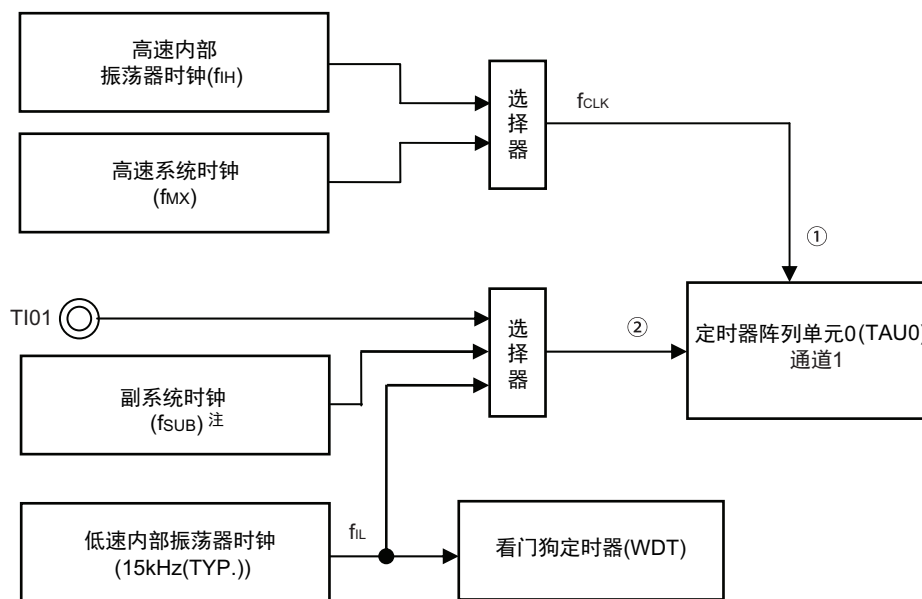 高速内部
振荡器时钟(fIH)
选择器
fCLK
高速系统时钟
(fMX)
①
TI01
选择器
②
定时器阵列单元0(TAU0)
通道1
副系统时钟
(fSUB) 注
低速内部振荡器时钟
(15kHz(TYP.))
fIL
看门狗定时器(WDT)